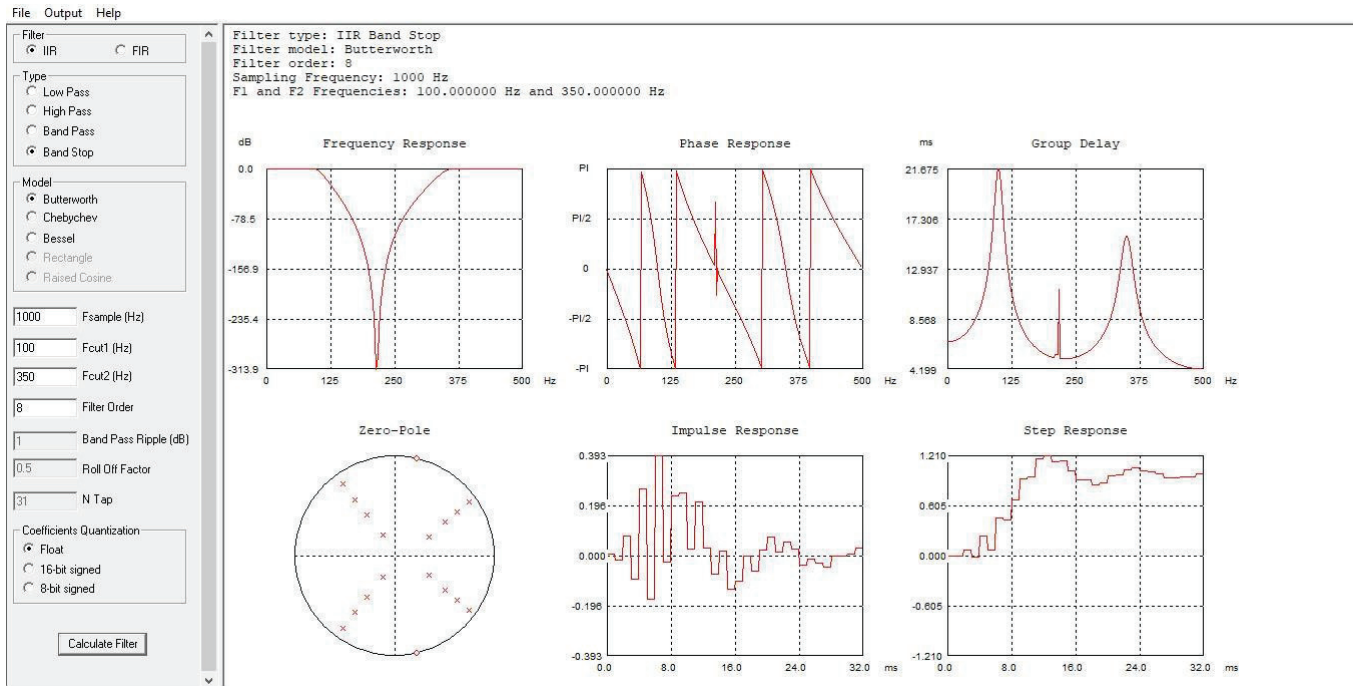 File Output Help
Filter
IIR FIR
Type
Low Pass
High Pass
Band Pass
Band Stop
Model
Butterworth
Chebychev
Bessel
Rectangle
Raised Cosine
1000 Fsample (Hz)
100 Fcut1 (Hz)
350 Fcut2 (Hz)
8 Filter Order
1 Band Pass Ripple (dB)
0.5 Roll Off Factor
31 N Tap
Coefficients Quantization
Float
16-bit signed
8-bit signed
Calculate Filter
Filter type: IIR Band Stop
Filter model: Butterworth
Filter order: 8
Sampling Frequency: 1000 Hz
F1 and F2 Frequencies: 100.000000 Hz and 350.000000 Hz
dB Frequency Response
0.0
-78.5
-156.9
-235.4
-313.9
0 125 250 375 500 Hz
Phase Response
PI
PI/2
0
-PI/2
-PI
0 125 250 375 500 Hz
ms Group Delay
21.675
17.306
12.937
8.568
4.199
0 125 250 375 500 Hz
Zero-Pole
Impulse Response
0.393
0.196
0.000
-0.196
-0.393
0.0 8.0 16.0 24.0 32.0 ms
Step Response
1.210
0.605
0.000
-0.605
-1.210
0.0 8.0 16.0 24.0 32.0 ms